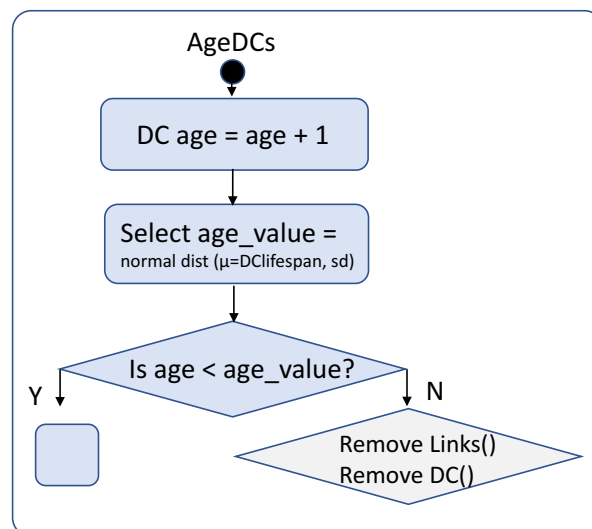 AgeDCs
DC age = age + 1
Select age_value =
normal dist (µ=DClifespan, sd)
Is age < age_value?
Y
N
Remove Links()
Remove DC()